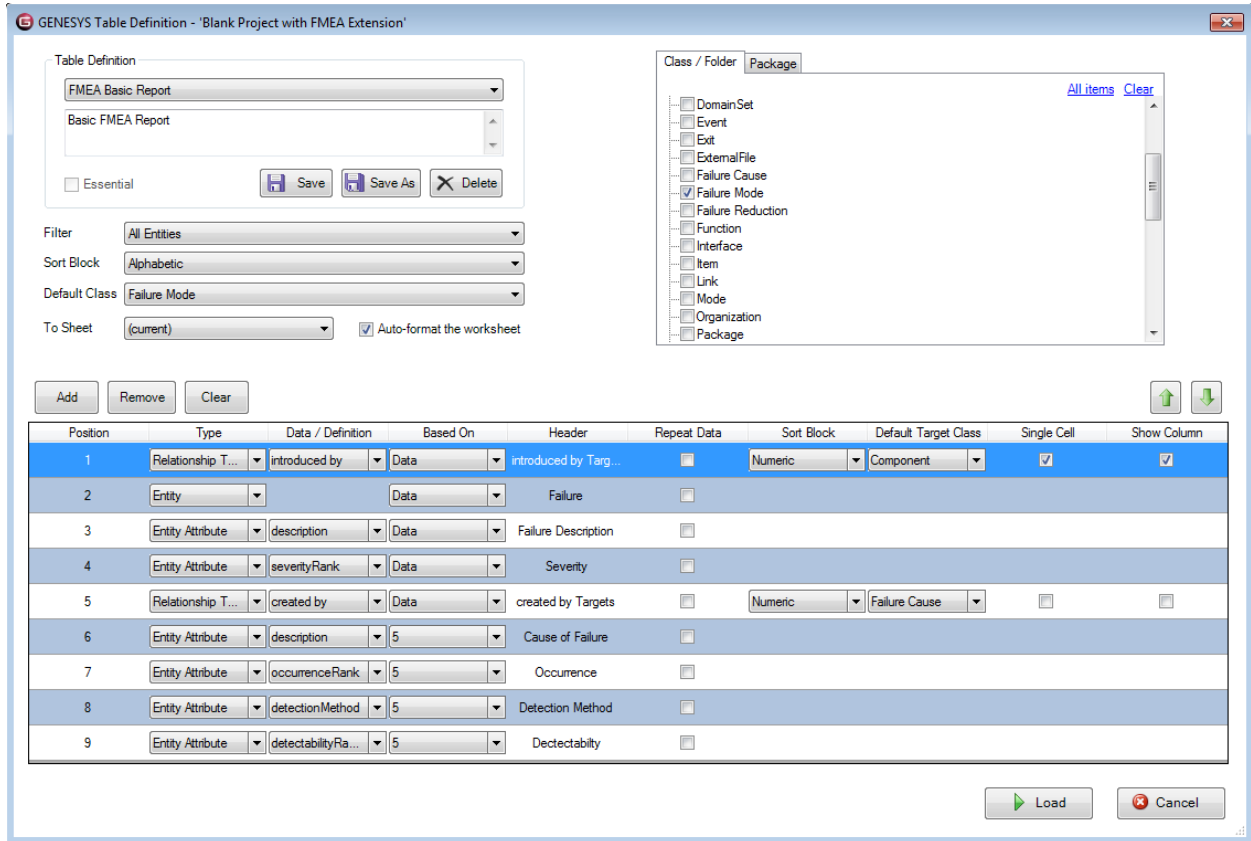 GENESYS Table Definition - 'Blank Project with FMEA Extension'
Table Definition
FMEA Basic Report
Basic FMEA Report
Essential
Save
Save As
Delete
Filter
All Entities
Sort Block
Alphabetic
Default Class
Failure Mode
To Sheet
(current)
Auto-format the worksheet
Class / Folder
Package
All items
Clear
DomainSet
Event
Exit
ExternalFile
Failure Cause
Failure Mode
Failure Reduction
Function
Interface
Item
Link
Mode
Organization
Package
Add
Remove
Clear
Position Type Data / Definition Based On Header Repeat Data Sort Block Default Target Class Single Cell Show Column
1 Relationship T... introduced by Data introduced by Targ... Numeric Component
2 Entity Data Failure
3 Entity Attribute description Data Failure Description
4 Entity Attribute severityRank Data Severity
5 Relationship T... created by Data created by Targets Numeric Failure Cause
6 Entity Attribute description 5 Cause of Failure
7 Entity Attribute occurrenceRank 5 Occurrence
8 Entity Attribute detectionMethod 5 Detection Method
9 Entity Attribute detectabilityRa... 5 Dectectabilty
Load
Cancel